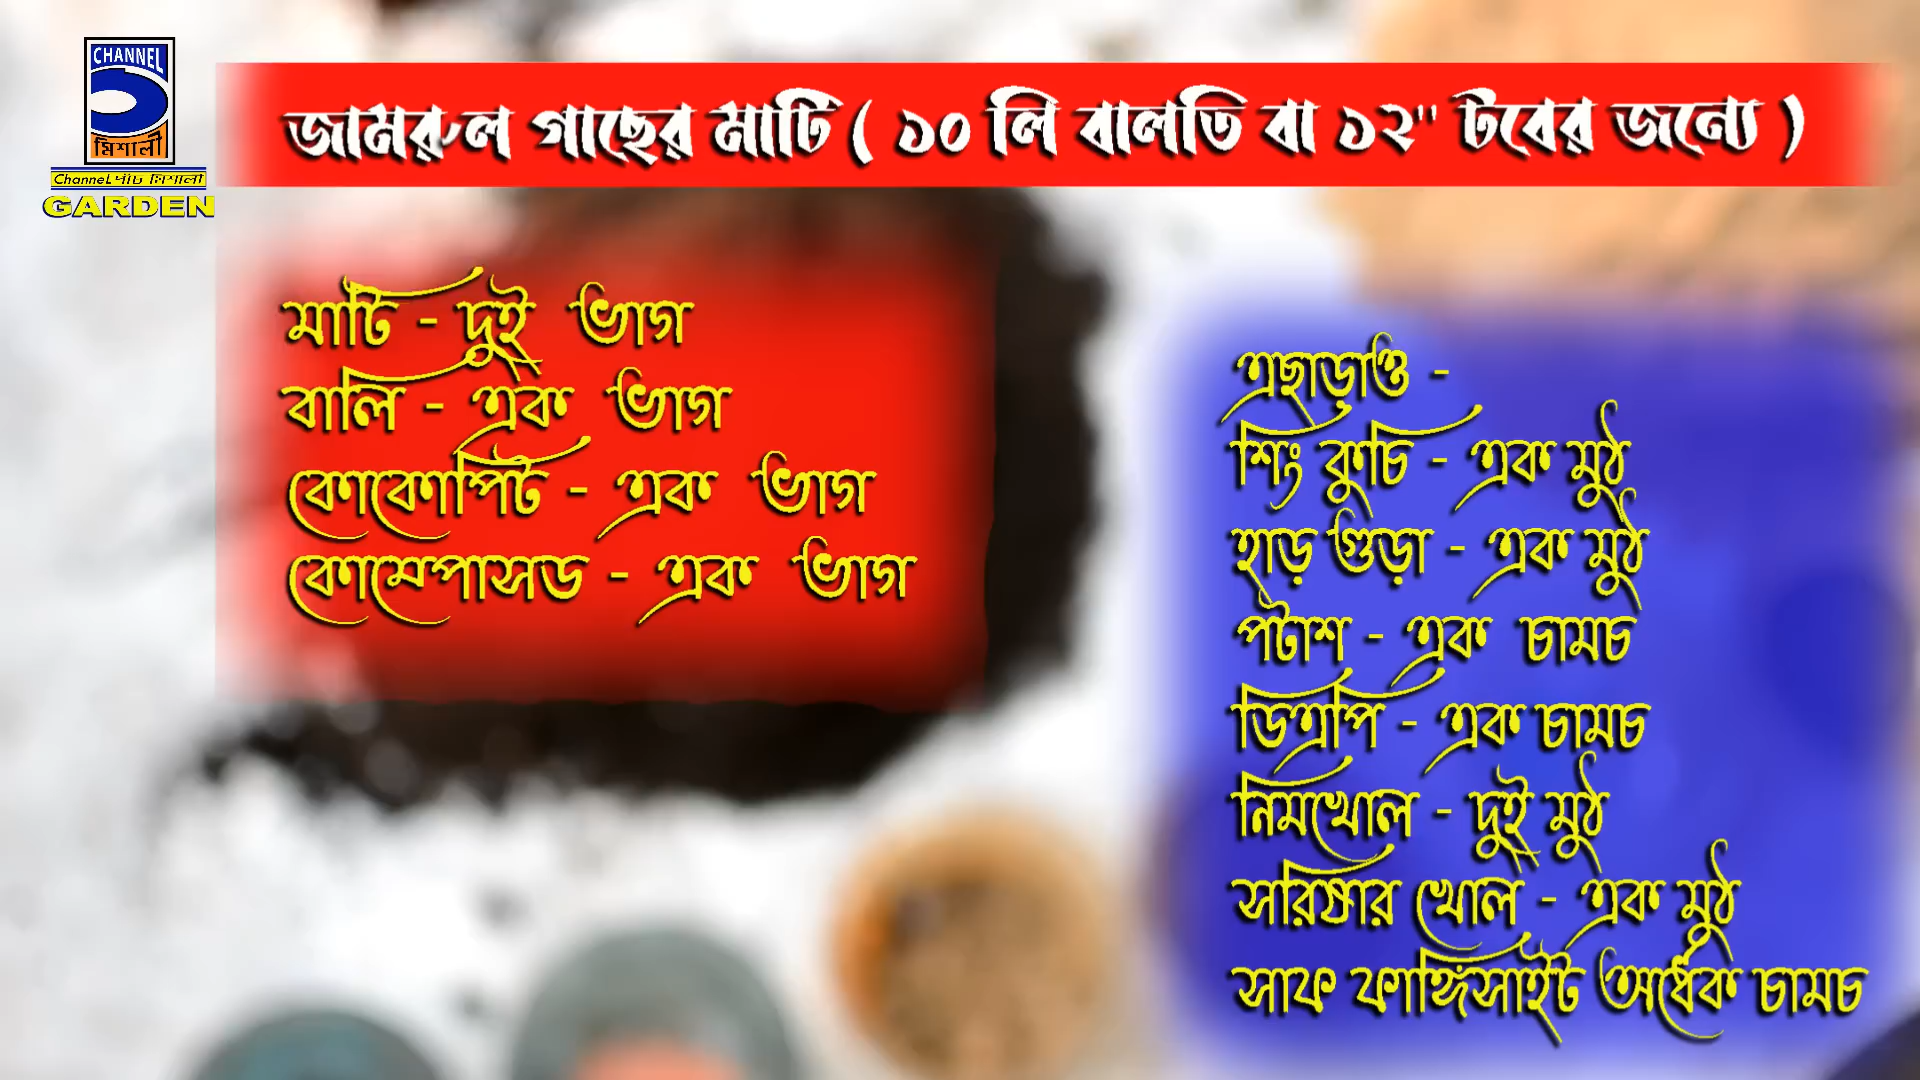 CHANNEL
মিশালী
Channel পাঁচ মিশালী
GARDEN
জামরুল গাছের মাটি ( ১০ লি বালতি বা ১২" টবের জন্যে )
মাটি - দুই ভাগ
বালি - এক ভাগ
কোকোপিট - এক ভাগ
কোম্পোসড - এক ভাগ
এছাড়াও -
শিং কুচি - এক মুঠ
হাড় গুড়া - এক মুঠ
পটাশ - এক চামচ
ডিএপি - এক চামচ
নিমখোল - দুই মুঠ
সরিষার খোল - এক মুঠ
সাফ ফাঙ্গিসাইট অর্ধেক চামচ